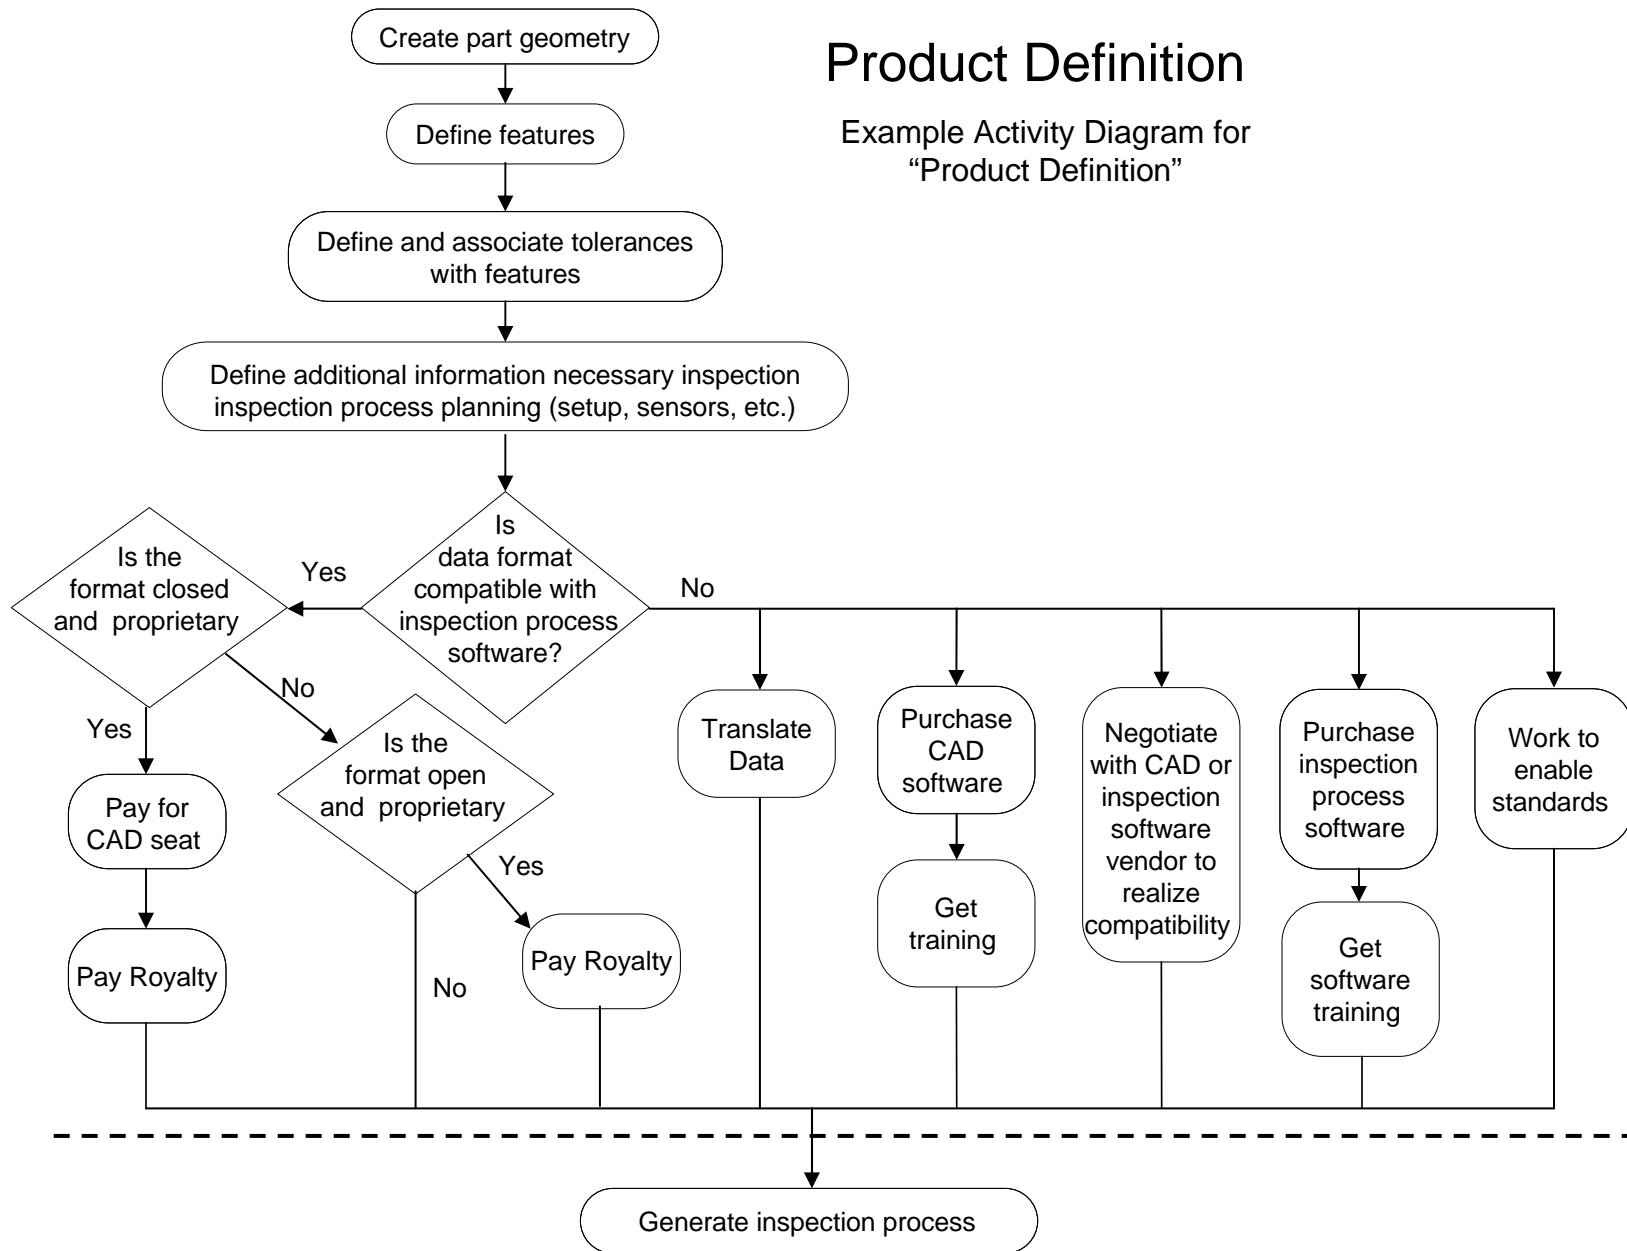 Create part geometry
Product Definition
Example Activity Diagram for
“Product Definition”
Define features
Define and associate tolerances
with features
Define additional information necessary inspection
inspection process planning (setup, sensors, etc.)
Is
data format
compatible with
inspection process
software?
Yes
No
Is the
format closed
and proprietary
Yes
No
Is the
format open
and proprietary
Yes
No
Pay for
CAD seat
Pay Royalty
Pay Royalty
Translate
Data
Purchase
CAD
software
Get
training
Negotiate
with CAD or
inspection
software
vendor to
realize
compatibility
Purchase
inspection
process
software
Get
software
training
Work to
enable
standards
Generate inspection process